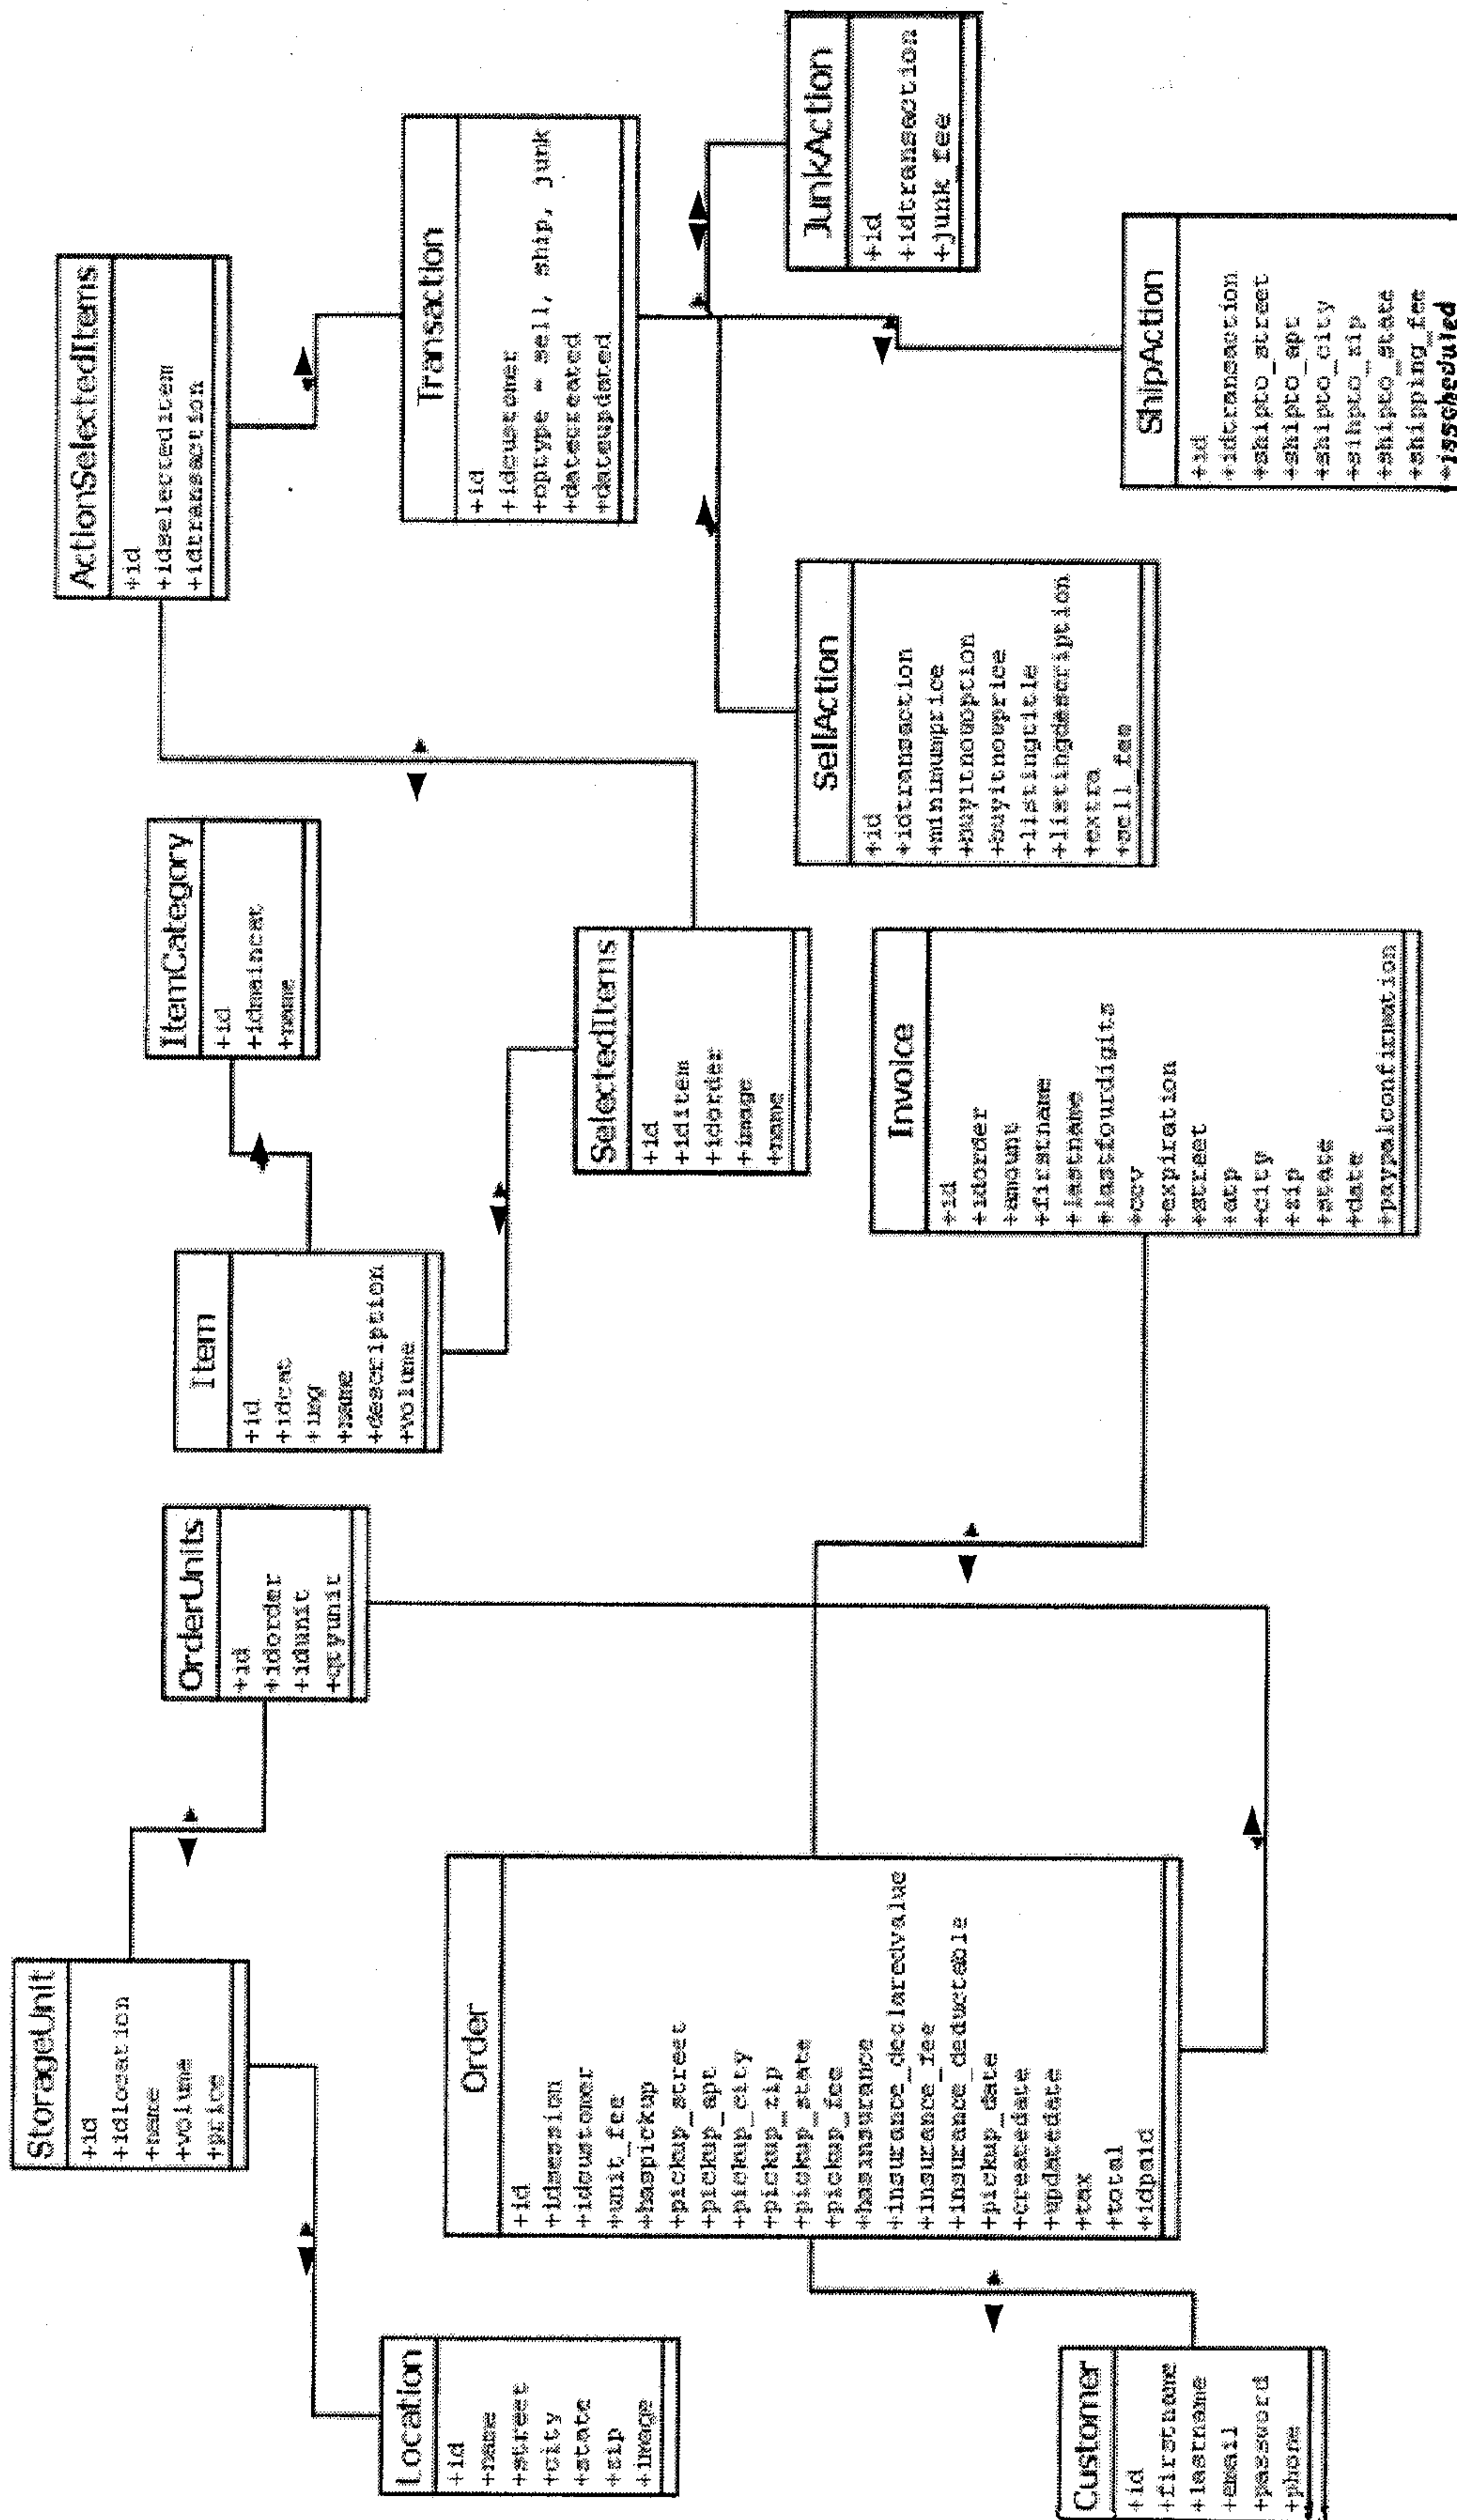 StorageUnit
+id
+idlocation
+name
+volume
+price
Location
+id
+name
+street
+city
+state
+zip
+image
Customer
+id
+firstname
+lastname
+email
+password
+phone
Order
+id
+idsession
+idcustomer
+unit_fee
+haspickup
+pickup_street
+pickup_apt
+pickup_city
+pickup_zip
+pickup_state
+pickup_fee
+hasinsurance
+insurance_declaredvalue
+insurance_fee
+insurance_deductable
+pickup_date
+createdate
+updatedate
+tax
+total
+idpaid
OrderUnits
+id
+idorder
+idunit
+qtyunit
Item
+id
+idcat
+img
+name
+description
+volume
ItemCategory
+id
+idmaincat
+name
SelectedItems
+id
+iditem
+idorder
+image
+name
Invoice
+id
+idorder
+amount
+firstname
+lastname
+lastfourdigits
+ccv
+expiration
+street
+atp
+city
+zip
+state
+date
+paypalconfirmation
ActionSelectedItems
+id
+idselecteditem
+idtransaction
Transaction
+id
+idcustomer
+optype = sell, ship, junk
+datecreated
+dateupdated
SellAction
+id
+idtransaction
+minimumprice
+buyitnowoption
+buyitnowprice
+listingtitle
+listingdescription
+extra
+sell_fee
JunkAction
+id
+idtransaction
+junk fee
ShipAction
+id
+idtransaction
+shipto_street
+shipto_apt
+shipto_city
+sihpto_zip
+shipto_state
+shipping_fee
+isscheduled